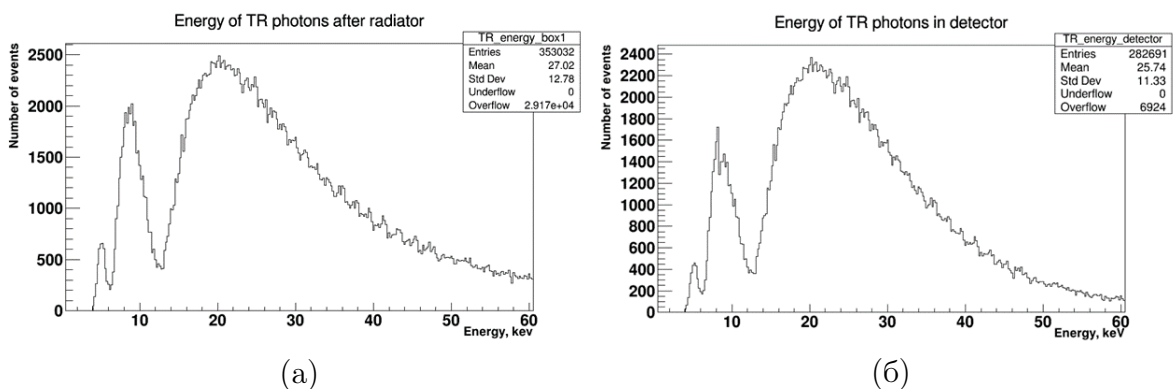 Energy of TR photons after radiator
TR_energy_box1
Entries 353032
Mean 27.02
Std Dev 12.78
Underflow 0
Overflow 2.917e+04
Number of events
2500
2000
1500
1000
500
0
10 20 30 40 50 60
Energy, kev
(а)
Energy of TR photons in detector
TR_energy_detector
Entries 282691
Mean 25.74
Std Dev 11.33
Underflow 0
Overflow 6924
Number of events
2400
2200
2000
1800
1600
1400
1200
1000
800
600
400
200
0
10 20 30 40 50 60
Energy, keV
(б)